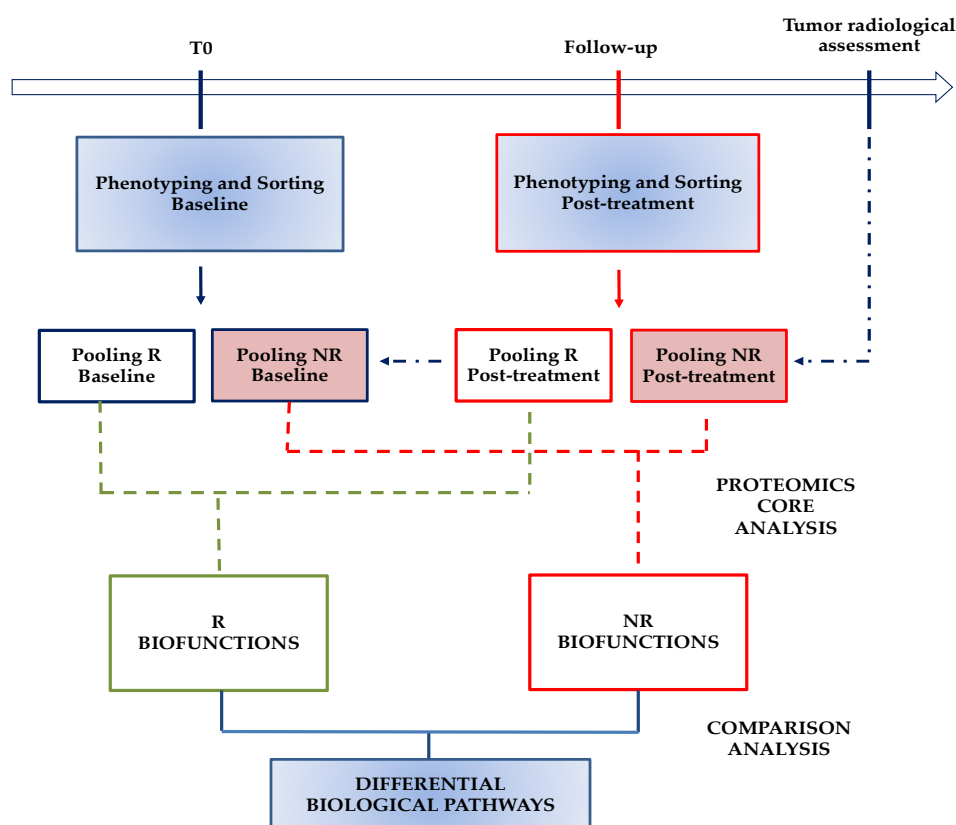 Tumor radiological
assessment
T0
Follow-up
Phenotyping and Sorting
Baseline
Phenotyping and Sorting
Post-treatment
Pooling R
Baseline
Pooling NR
Baseline
Pooling R
Post-treatment
Pooling NR
Post-treatment
PROTEOMICS
CORE
ANALYSIS
R
BIOFUNCTIONS
NR
BIOFUNCTIONS
COMPARISON
ANALYSIS
DIFFERENTIAL
BIOLOGICAL PATHWAYS